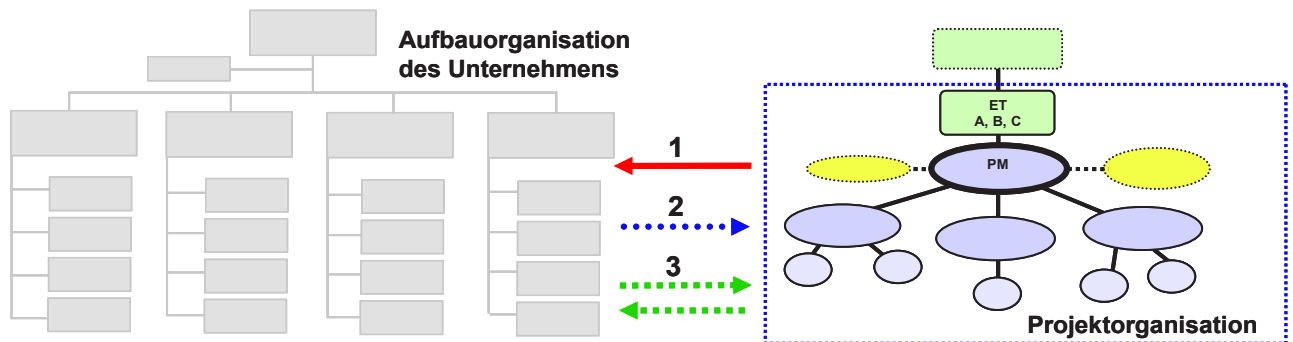 Aufbauorganisation
des Unternehmens
1
2
3
ET
A, B, C
PM
Projektorganisation